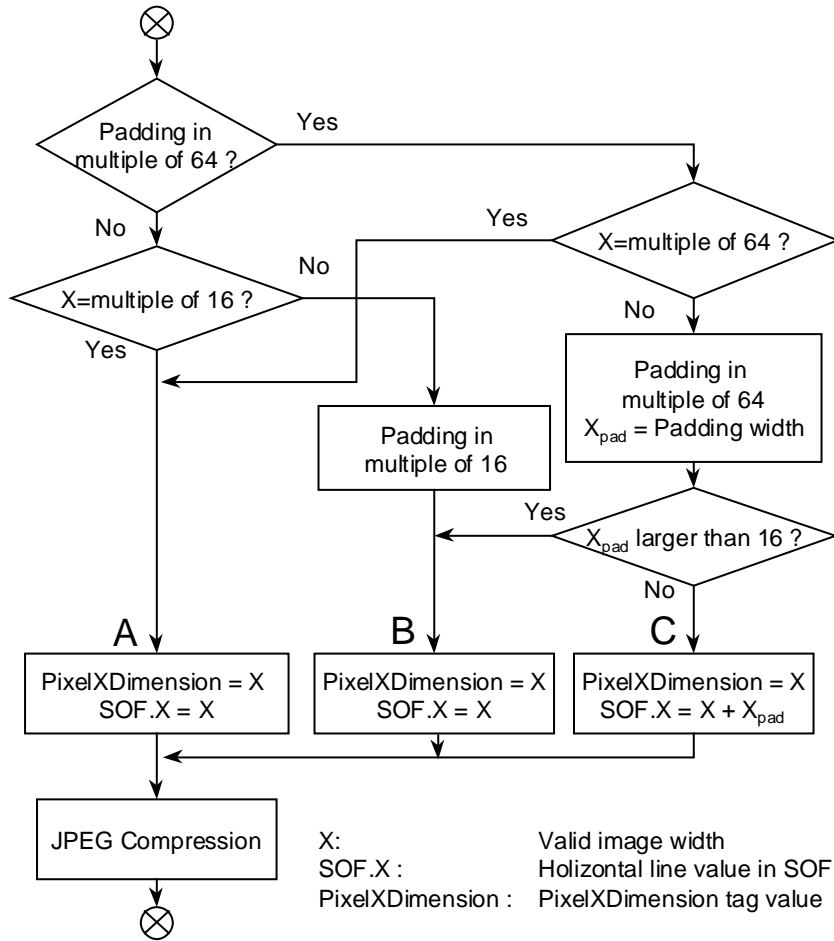 Padding in
multiple of 64 ?
Yes
No
Yes
X=multiple of 64 ?
No
X=multiple of 16 ?
No
Yes
Padding in
multiple of 64
Xpad = Padding width
Padding in
multiple of 16
Yes
Xpad larger than 16 ?
No
A
B
C
PixelXDimension = X
SOF.X = X
PixelXDimension = X
SOF.X = X
PixelXDimension = X
SOF.X = X + Xpad
JPEG Compression
X: Valid image width
SOF.X : Holizontal line value in SOF
PixelXDimension : PixelXDimension tag value